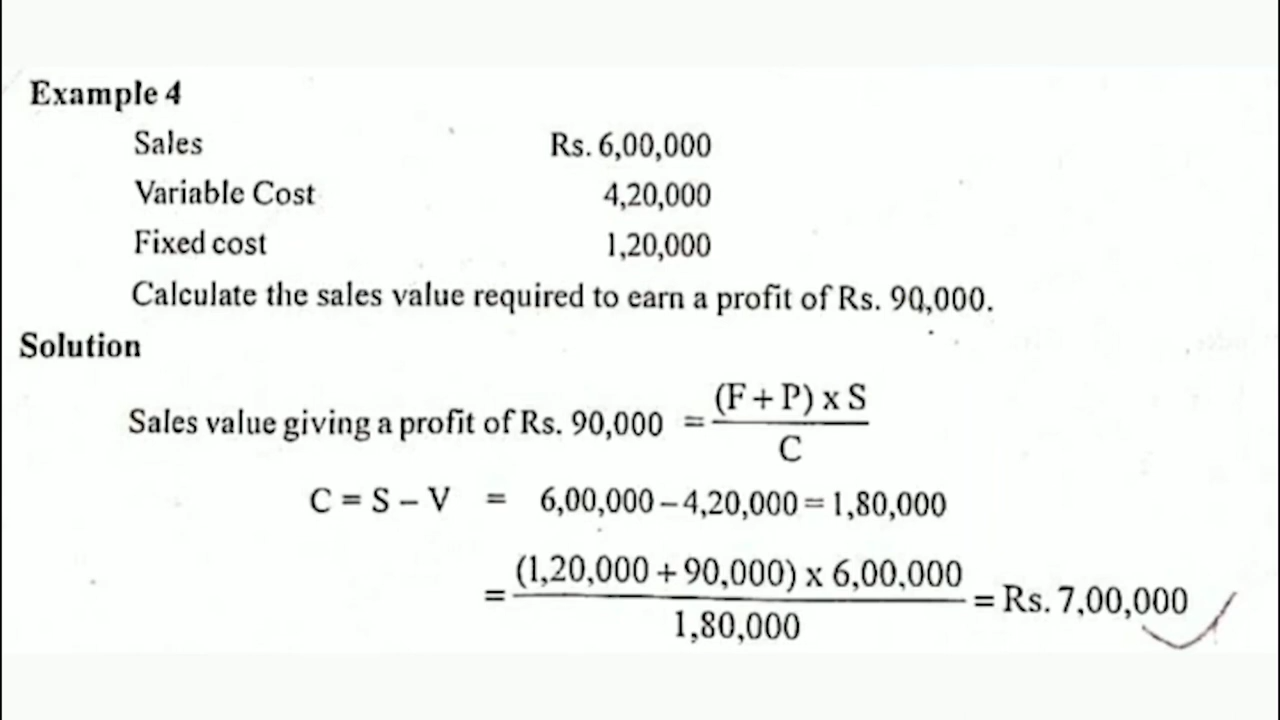 Example 4
Sales Rs. 6,00,000
Variable Cost 4,20,000
Fixed cost 1,20,000
Calculate the sales value required to earn a profit of Rs. 90,000.
Solution
Sales value giving a profit of Rs. 90,000 = (F + P) x S / C
C = S – V = 6,00,000 – 4,20,000 = 1,80,000
= (1,20,000 + 90,000) x 6,00,000 / 1,80,000 = Rs. 7,00,000